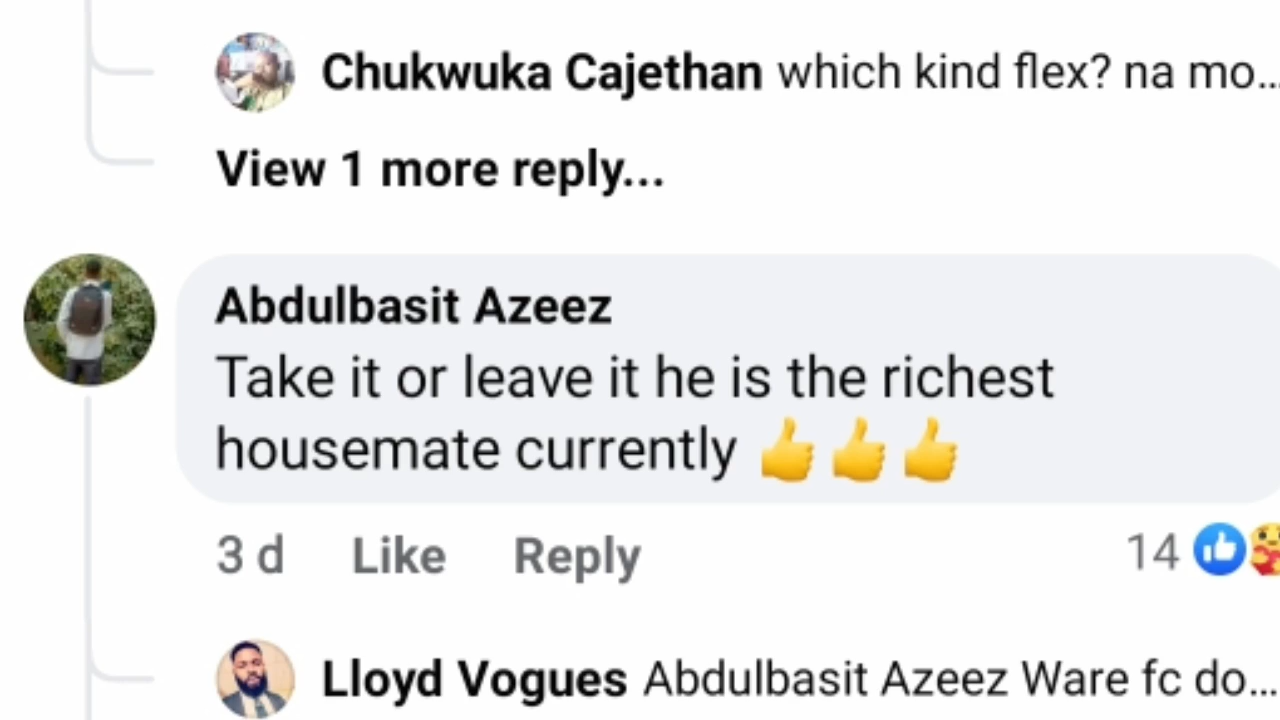 Chukwuka Cajethan which kind flex? na mo...
View 1 more reply...
Abdulbasit Azeez
Take it or leave it he is the richest
housemate currently 👍👍👍
3 d Like Reply 14
Lloyd Vogues Abdulbasit Azeez Ware fc do...